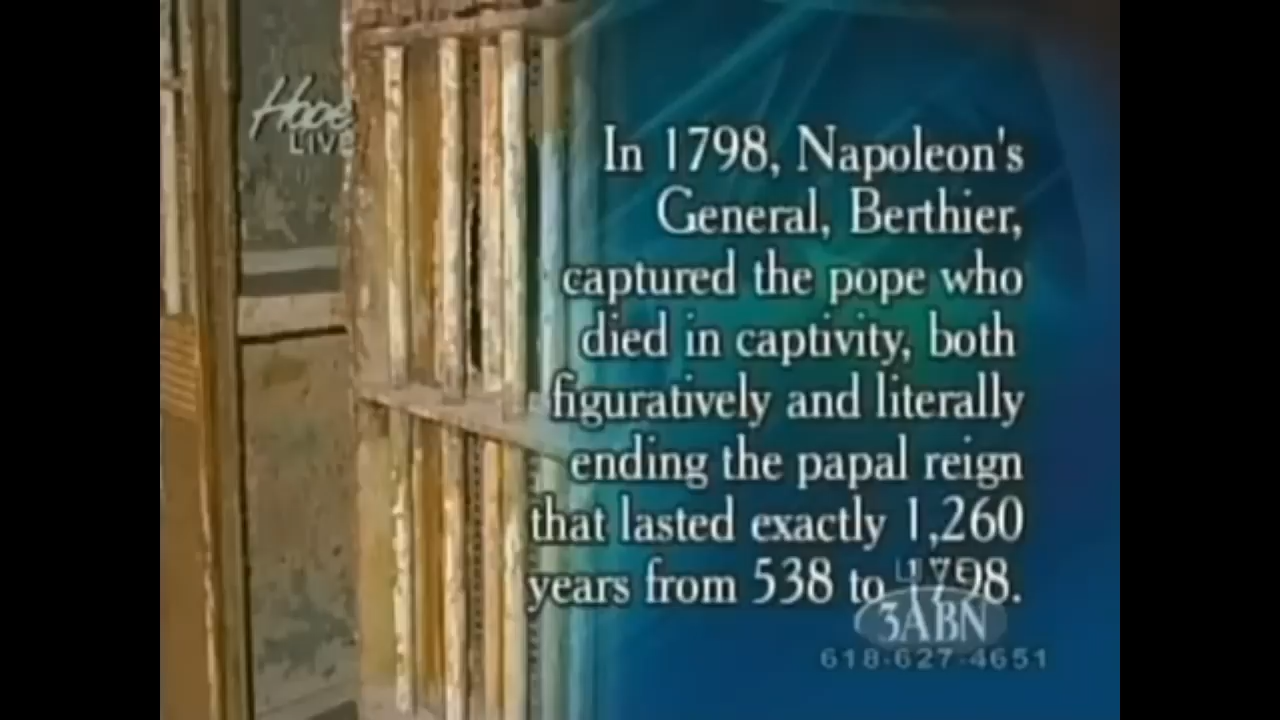 Hope
LIVE
In 1798, Napoleon's
General, Berthier,
captured the pope who
died in captivity, both
figuratively and literally
ending the papal reign
that lasted exactly 1,260
years from 538 to 1798.
LIVE
3ABN
618-627-4651